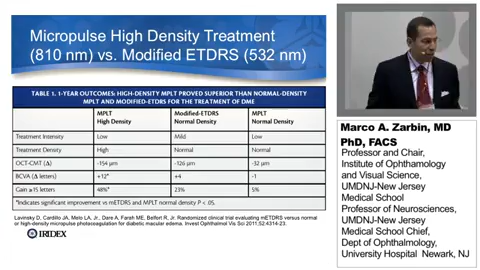 Micropulse High Density Treatment
(810 nm) vs. Modified ETDRS (532 nm)
TABLE 1. 1-YEAR OUTCOMES: HIGH-DENSITY MPLT PROVED SUPERIOR THAN NORMAL-DENSITY
MPLT AND MODIFIED-ETDRS FOR THE TREATMENT OF DME
MPLT
High Density
Modified-ETDRS
Normal Density
MPLT
Normal Density
Treatment Intensity Low Mild Low
Treatment Density High Normal Normal
OCT-CMT (Δ) -154 µm -126 µm -32 µm
BCVA (Δ letters) +12* +4 -1
Gain ≥15 letters 48%* 23% 5%
*Indicates significant improvement vs mETDRS and MPLT normal density P < .05.
Lavinsky D, Cardillo JA, Melo LA, Jr., Dare A, Farah ME, Belfort R, Jr. Randomized clinical trial evaluating mETDRS versus normal
or high-density micropulse photocoagulation for diabetic macular edema. Invest Ophthalmol Vis Sci 2011;52:4314-23.
IRIDEX
Marco A. Zarbin, MD
PhD, FACS
Professor and Chair,
Institute of Ophthamology
and Visual Science,
UMDNJ-New Jersey
Medical School
Professor of Neurosciences,
UMDNJ-New Jersey
Medical School Chief,
Dept of Ophthalmology,
University Hospital Newark, NJ